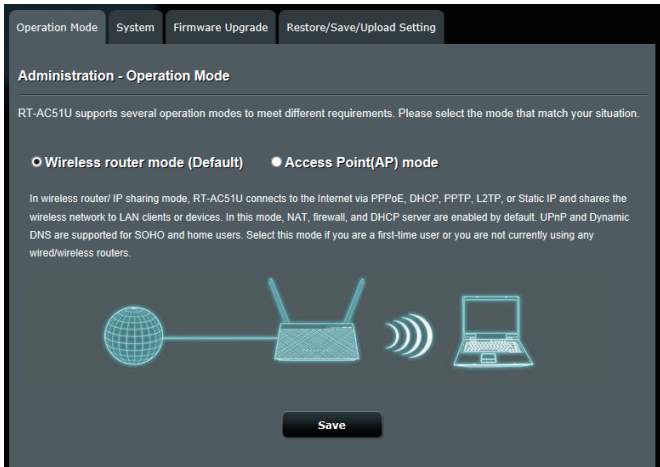 Operation Mode System Firmware Upgrade Restore/Save/Upload Setting
Administration - Operation Mode
RT-AC51U supports several operation modes to meet different requirements. Please select the mode that match your situation.
Wireless router mode (Default) Access Point(AP) mode
In wireless router/ IP sharing mode, RT-AC51U connects to the Internet via PPPoE, DHCP, PPTP, L2TP, or Static IP and shares the
wireless network to LAN clients or devices. In this mode, NAT, firewall, and DHCP server are enabled by default. UPnP and Dynamic
DNS are supported for SOHO and home users. Select this mode if you are a first-time user or you are not currently using any
wired/wireless routers.
Save